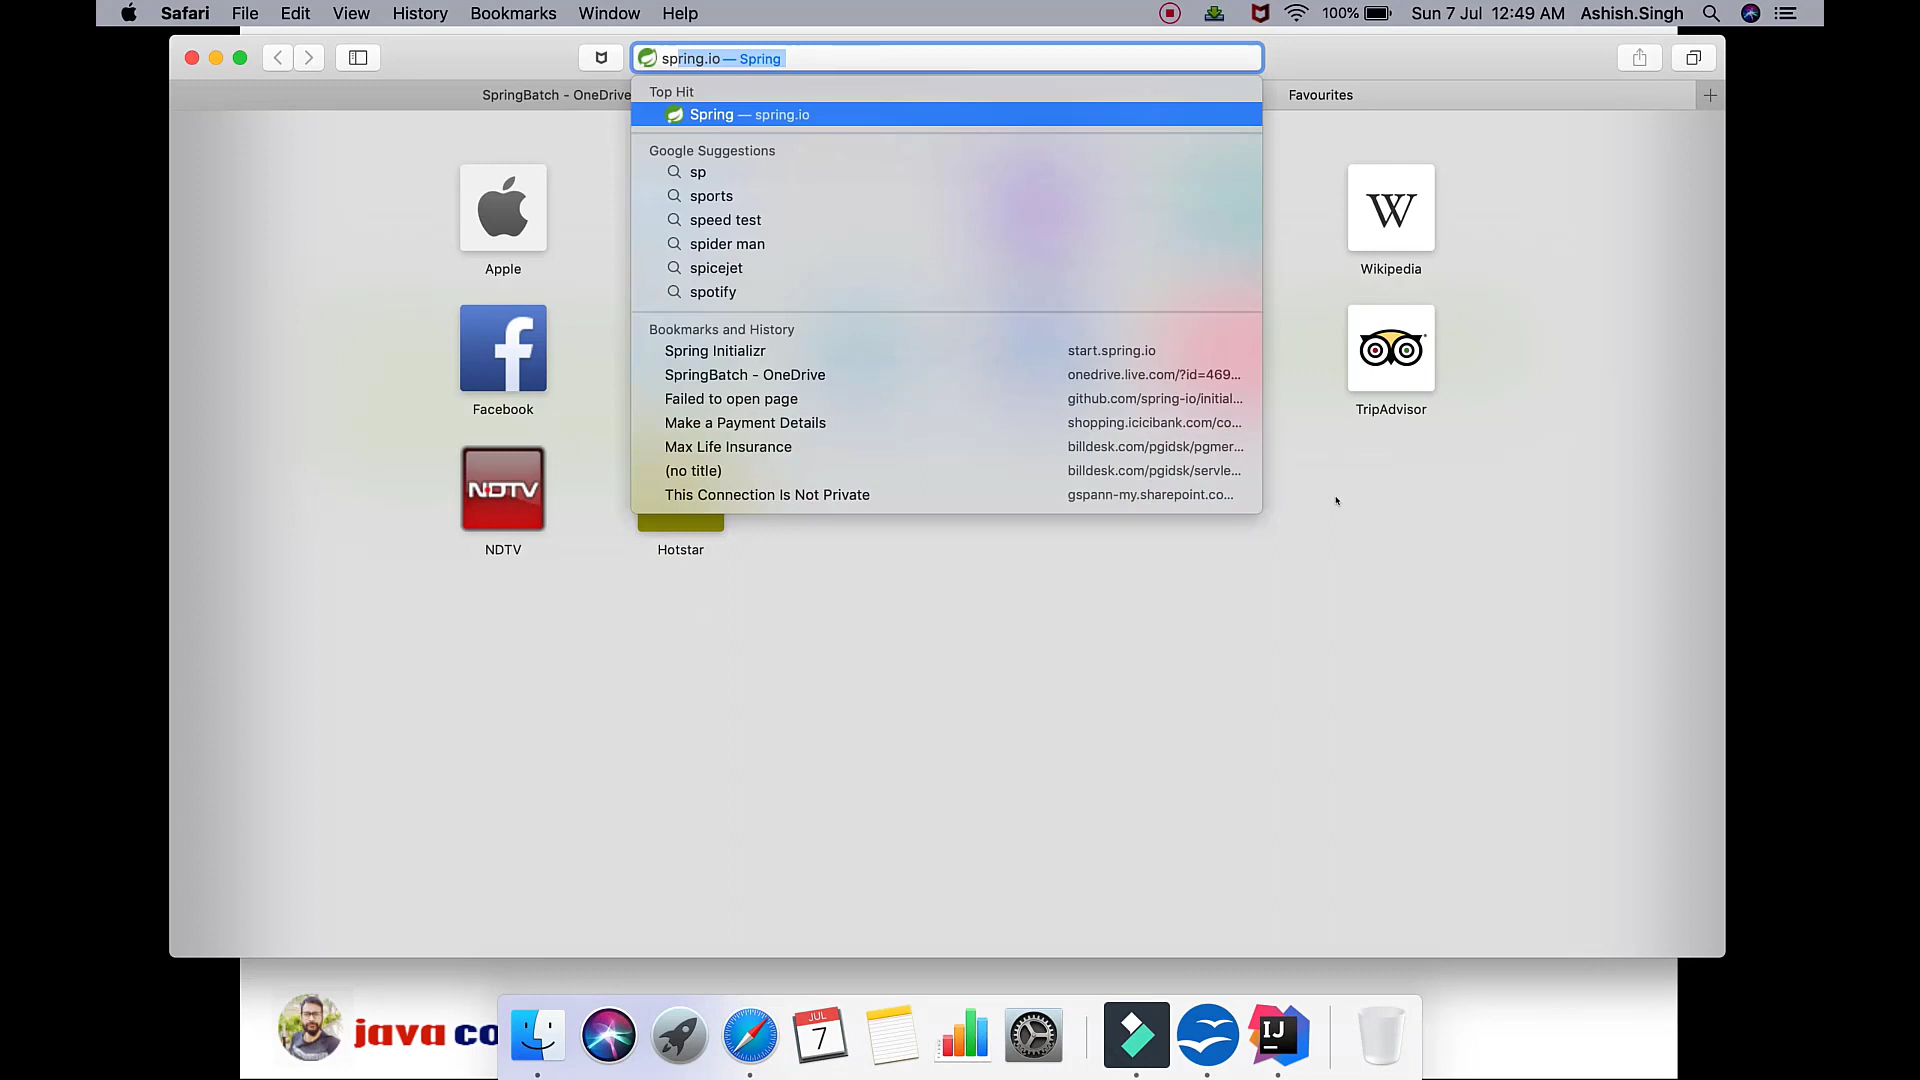 Safari File Edit View History Bookmarks Window Help 100% Sun 7 Jul 12:49 AM Ashish.Singh
spring.io — Spring
SpringBatch - OneDrive
Favourites
Top Hit
Spring — spring.io
Google Suggestions
sp
sports
speed test
spider man
spicejet
spotify
Bookmarks and History
Spring Initializr start.spring.io
SpringBatch - OneDrive onedrive.live.com/?id=469...
Failed to open page github.com/spring-io/initial...
Make a Payment Details shopping.icicibank.com/co...
Max Life Insurance billdesk.com/pgidsk/pgmer...
(no title) billdesk.com/pgidsk/servle...
This Connection Is Not Private gspann-my.sharepoint.co...
W
Apple
Wikipedia
f
Facebook
TripAdvisor
NDTV
NDTV
Hotstar
java co
JUL
7
IJ